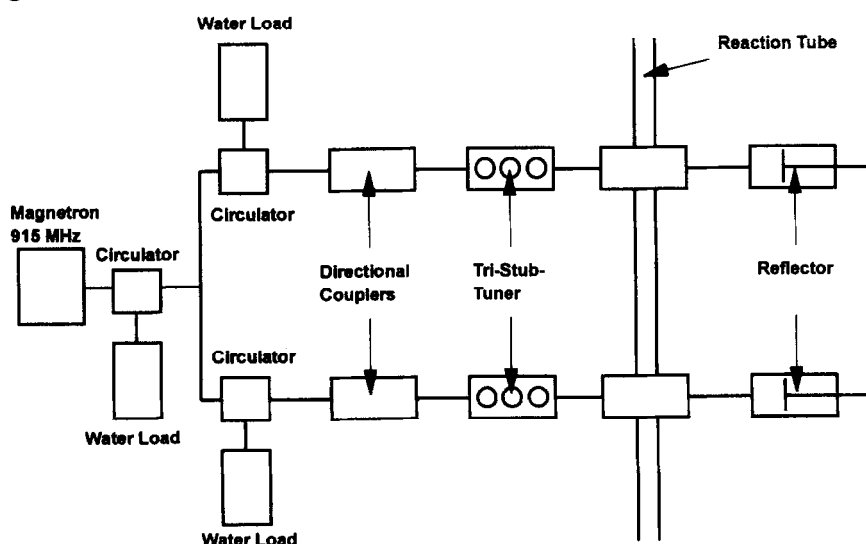 Water Load
Reaction Tube
Circulator
Magnetron
915 MHz
Circulator
Directional
Couplers
Tri-Stub-
Tuner
Reflector
Circulator
Water Load
Water Load